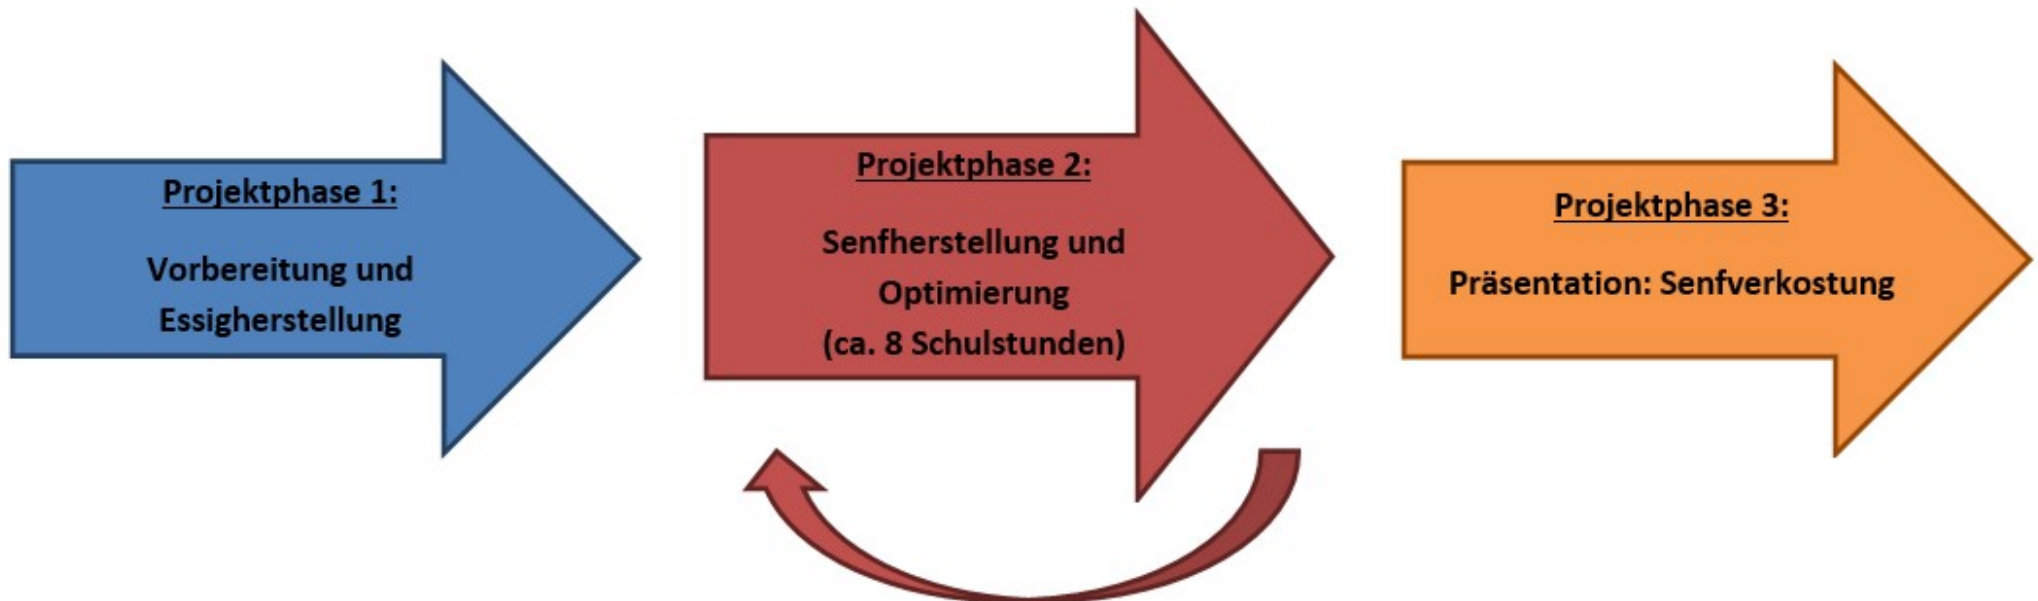 Projektphase 1:
Vorbereitung und
Essigherstellung
Projektphase 2:
Senfherstellung und
Optimierung
(ca. 8 Schulstunden)
Projektphase 3:
Präsentation: Senfverkostung